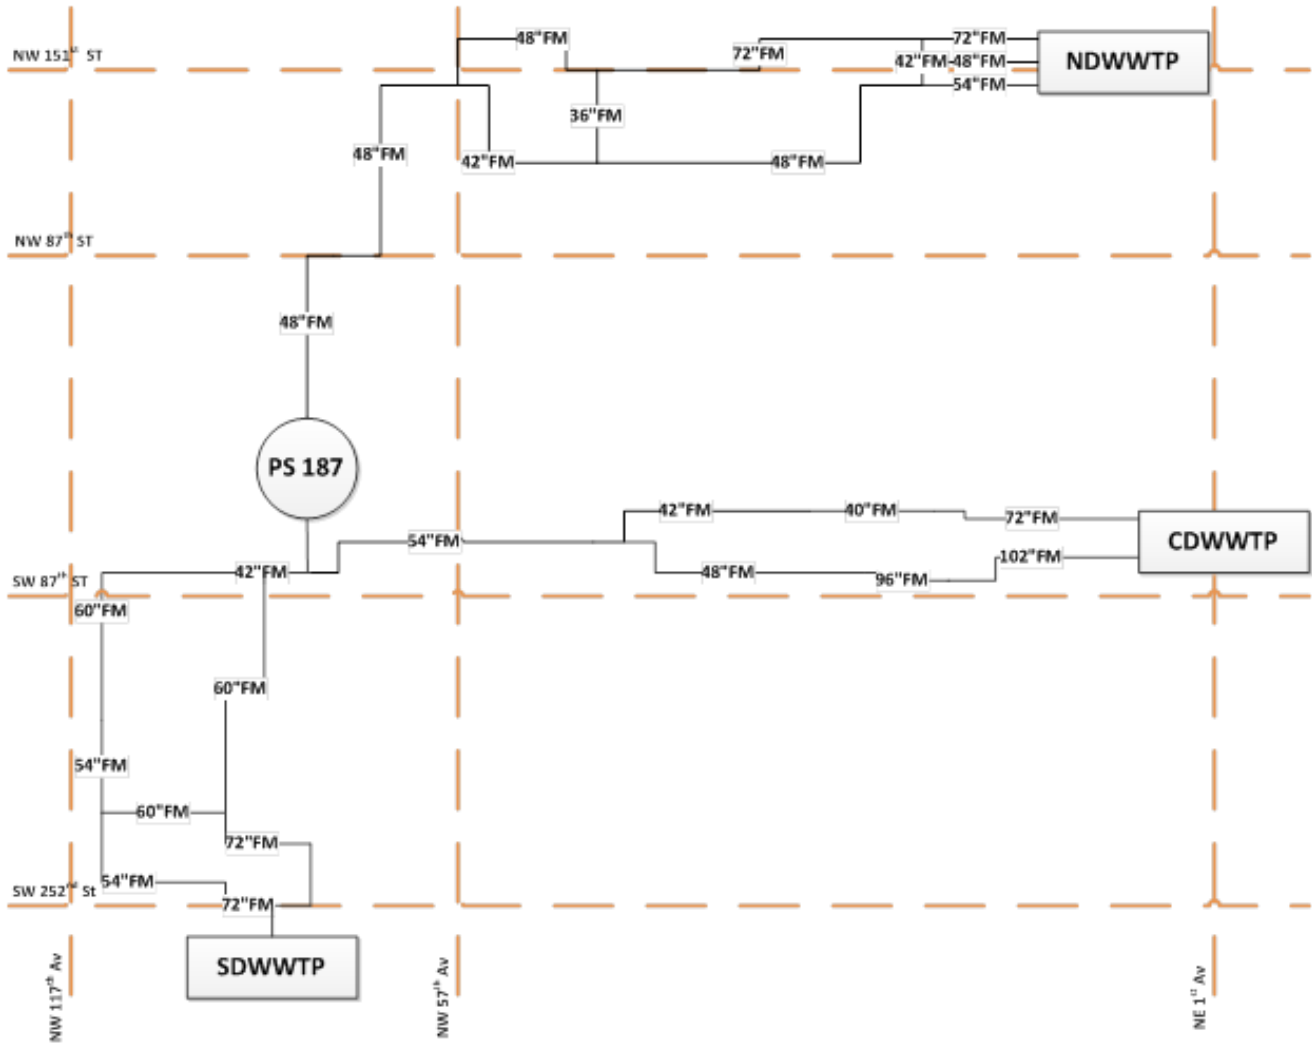 48"FM
NW 151st ST
72"FM
72"FM
42"FM
48"FM
54"FM
NDWWTP
36"FM
48"FM
42"FM
48"FM
NW 87th ST
48"FM
PS 187
42"FM
40"FM
72"FM
54"FM
CDWWTP
102"FM
42"FM
48"FM
96"FM
SW 87th ST
60"FM
60"FM
54"FM
60"FM
72"FM
54"FM
SW 252nd St
72"FM
SDWWTP
NW 117th Av
NW 57th Av
NE 1st Av